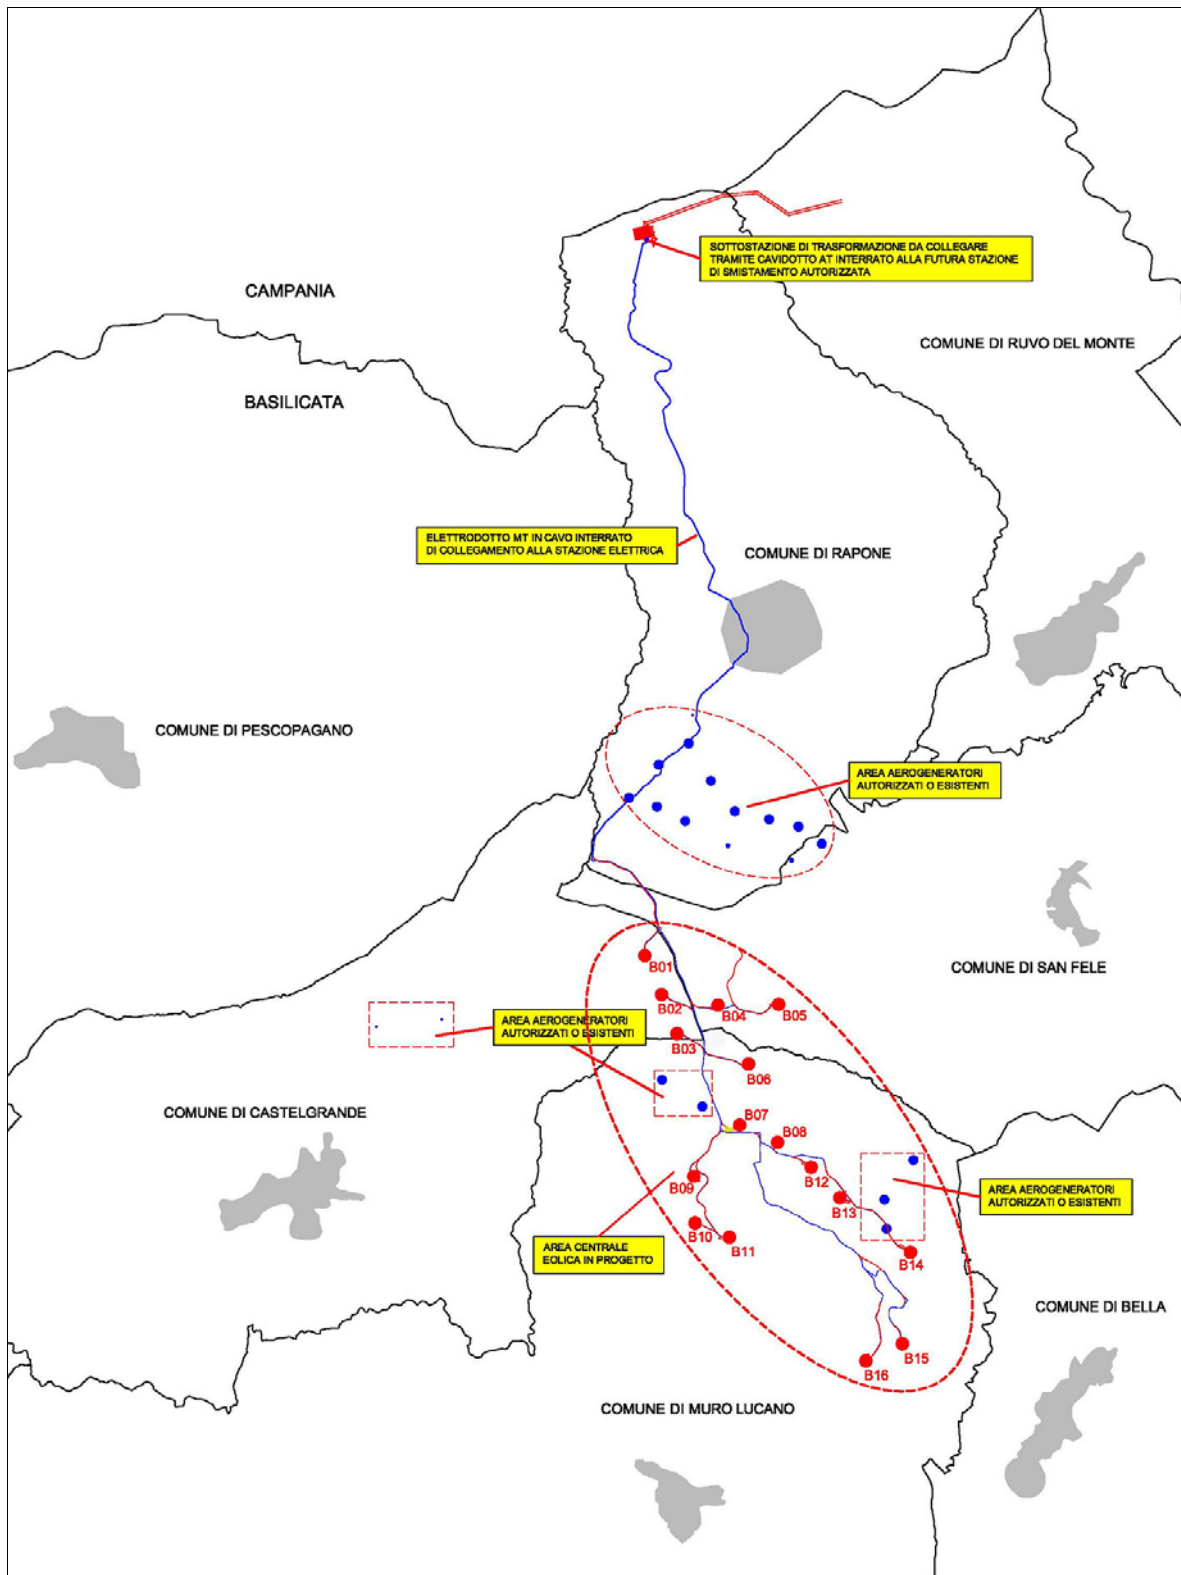 SOTTOSTAZIONE DI TRASFORMAZIONE DA COLLEGARE
TRAMITE CAVIDOTTO AT INTERRATO ALLA FUTURA STAZIONE
DI SMISTAMENTO AUTORIZZATA
CAMPANIA
COMUNE DI RUVO DEL MONTE
BASILICATA
ELETTRODOTTO MT IN CAVO INTERRATO
DI COLLEGAMENTO ALLA STAZIONE ELETTRICA
COMUNE DI RAPONE
COMUNE DI PESCOPAGANO
AREA AEROGENERATORI
AUTORIZZATI O ESISTENTI
B01
COMUNE DI SAN FELE
B02
B04
B05
AREA AEROGENERATORI
AUTORIZZATI O ESISTENTI
B03
B06
COMUNE DI CASTELGRANDE
B07
B08
B12
B09
AREA AEROGENERATORI
AUTORIZZATI O ESISTENTI
B13
B10
B11
AREA CENTRALE
EOLICA IN PROGETTO
B14
COMUNE DI BELLA
B15
B16
COMUNE DI MURO LUCANO